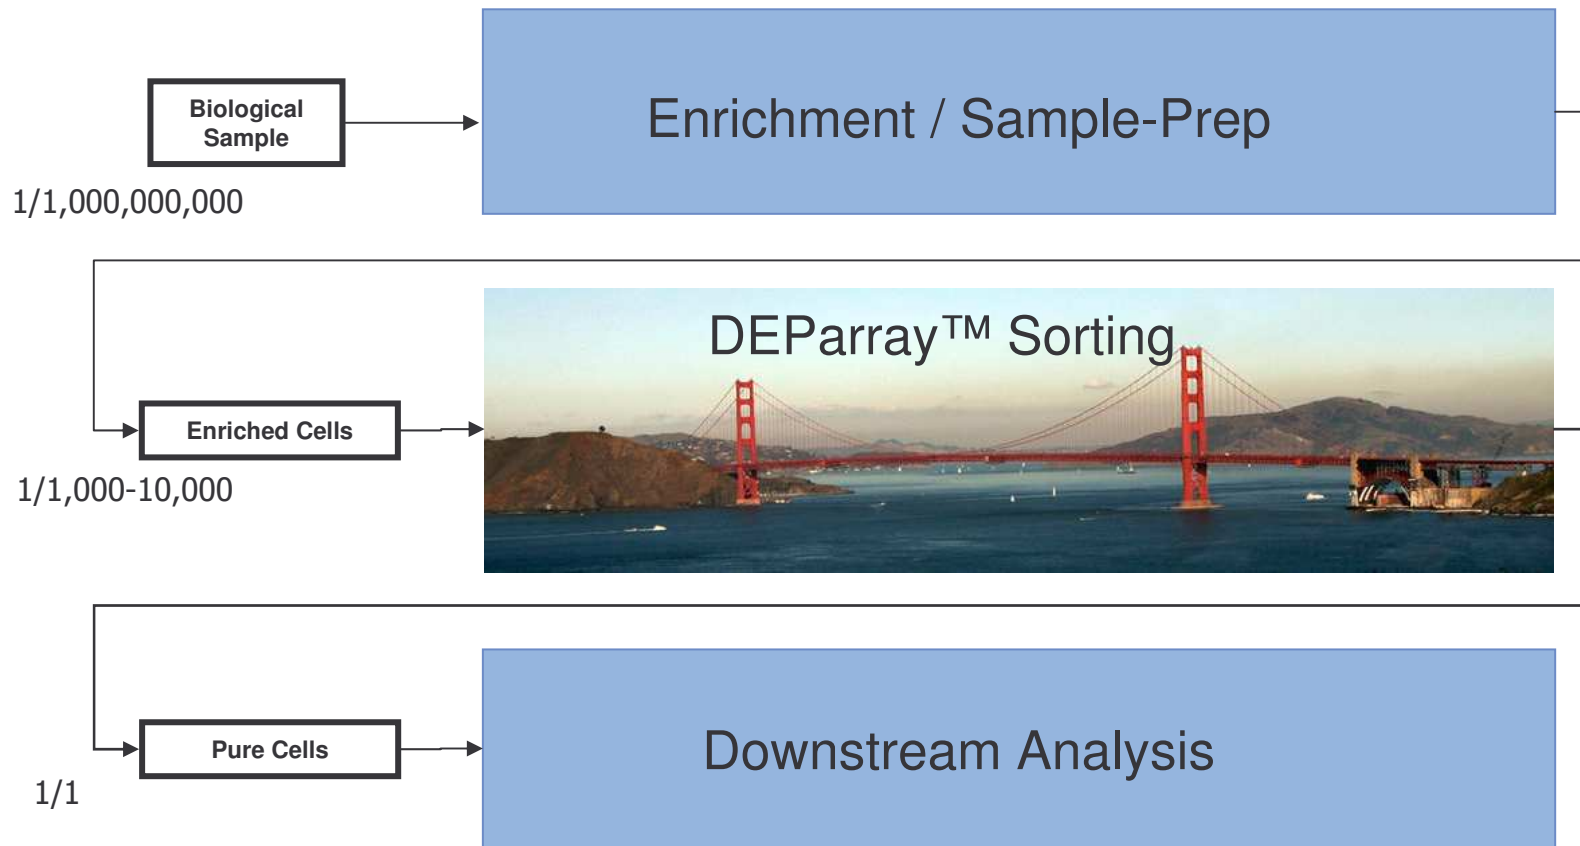 Biological
Sample
Enrichment / Sample-Prep
1/1,000,000,000
DEParray™ Sorting
Enriched Cells
1/1,000-10,000
Pure Cells
Downstream Analysis
1/1